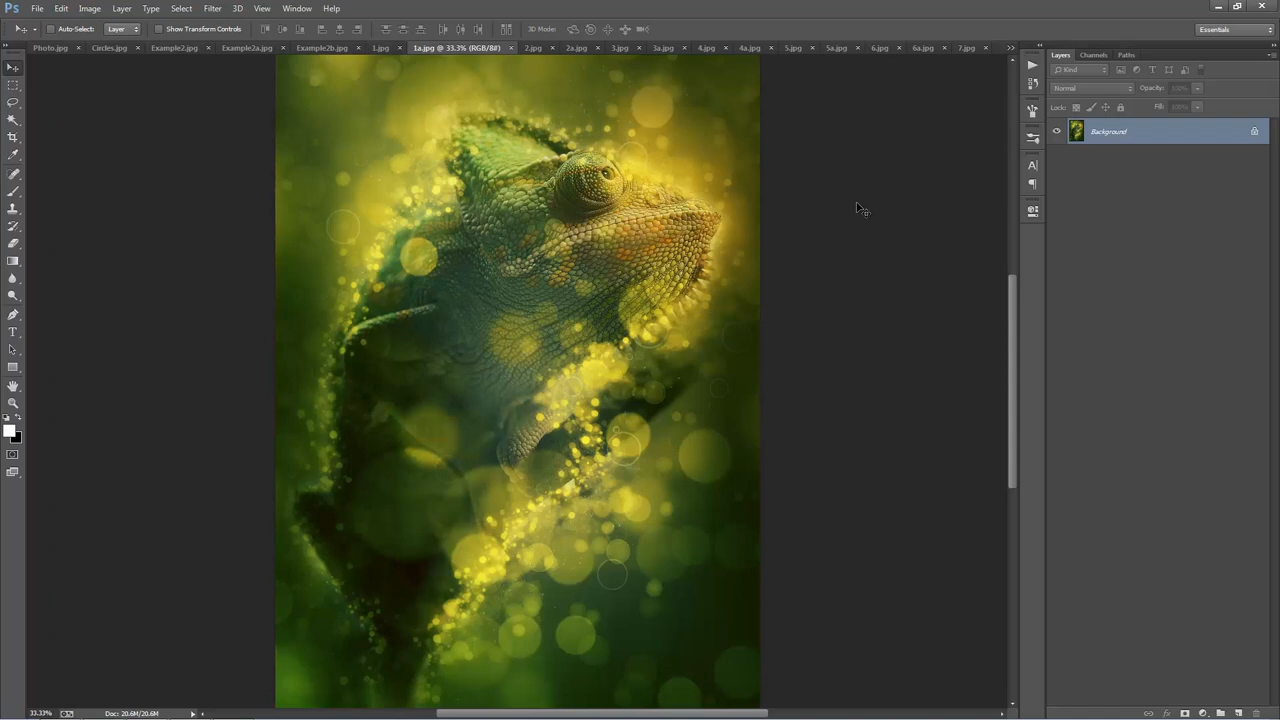 Ps File Edit Image Layer Type Select Filter 3D View Window Help
Auto-Select: Layer Show Transform Controls 3D Mode: Essentials
Photo.jpg × Circles.jpg × Example2.jpg × Example2a.jpg × Example2b.jpg × 1.jpg × 1a.jpg @ 33.3% (RGB/8#) × 2.jpg × 2a.jpg × 3.jpg × 3a.jpg × 4.jpg × 4a.jpg × 5.jpg × 5a.jpg × 6.jpg × 6a.jpg × 7.jpg ×
Layers Channels Paths
Kind
Normal Opacity: 100%
Lock: Fill: 100%
Background
33.33% Doc: 20.6M/20.6M